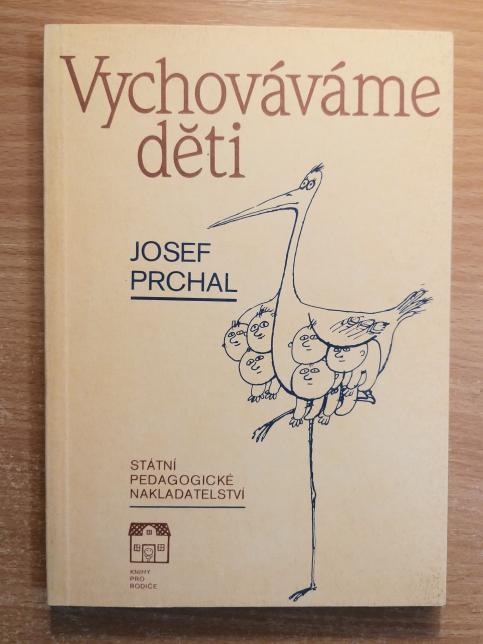 Vychováváme
děti
JOSEF
PRCHAL
STÁTNÍ
PEDAGOGICKÉ
NAKLADATELSTVÍ
KNIHY
PRO
RODIČE